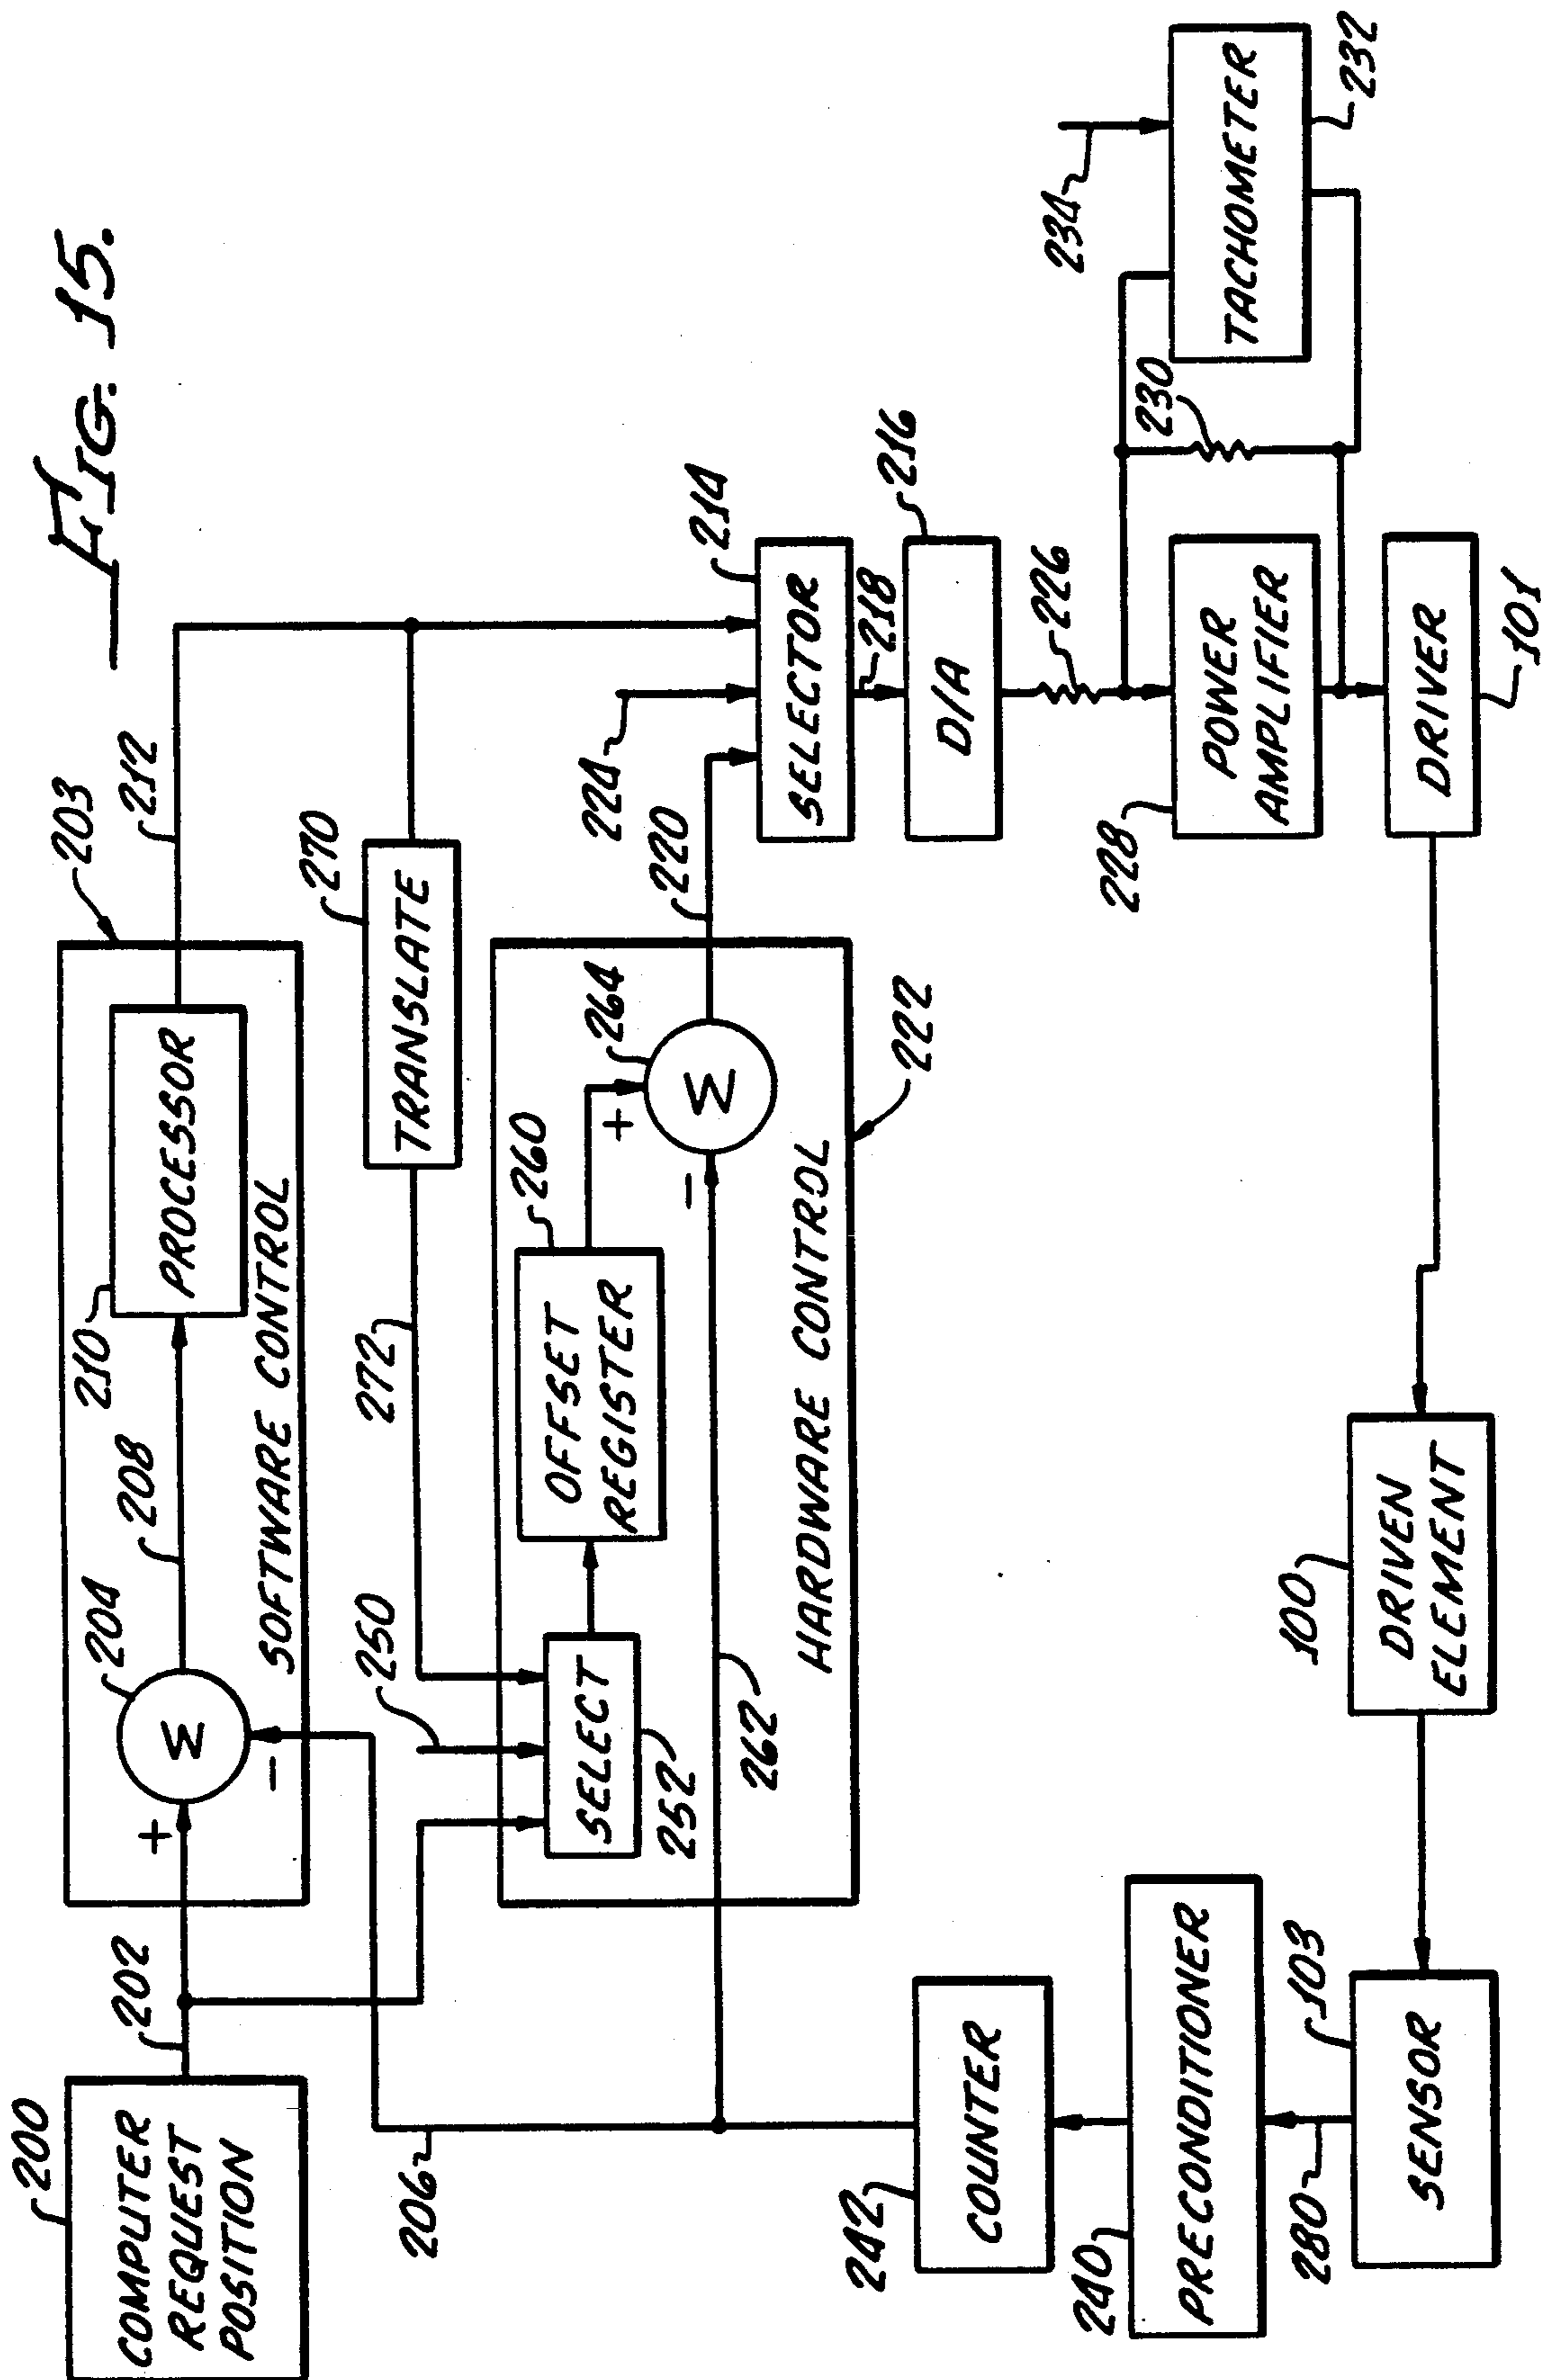 FIG. 15.
200
COMPUTER
REQUEST
POSITION
202
204
+
Σ
-
208
210
PROCESSOR
SOFTWARE CONTROL
203
212
206
250
272
270
TRANSLATE
SELECT
252
OFFSET
REGISTER
260
+
264
Σ
-
262
HARDWARE CONTROL
222
220
224
214
SELECTOR
218
216
D/A
226
228
POWER
AMPLIFIER
230
234
TACHOMETER
232
DRIVER
101
242
COUNTER
240
PRECONDITIONER
280
103
SENSOR
100
DRIVEN
ELEMENT